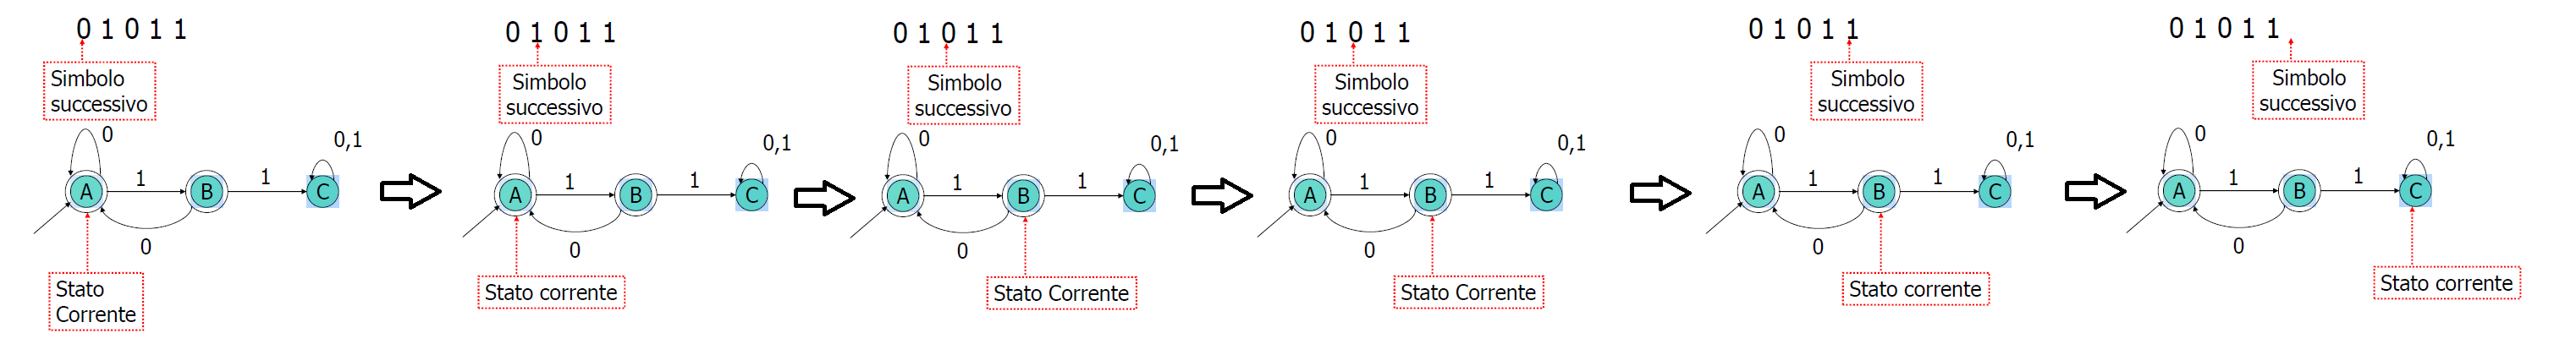 0 1 0 1 1
Simbolo
successivo
0
0,1
A
1
B
1
C
0
Stato
Corrente
0 1 0 1 1
Simbolo
successivo
0
0,1
A
1
B
1
C
0
Stato corrente
0 1 0 1 1
Simbolo
successivo
0
0,1
A
1
B
1
C
0
Stato Corrente
0 1 0 1 1
Simbolo
successivo
0
0,1
A
1
B
1
C
0
Stato Corrente
0 1 0 1 1
Simbolo
successivo
0
0,1
A
1
B
1
C
0
Stato corrente
0 1 0 1 1
Simbolo
successivo
0
0,1
A
1
B
1
C
0
Stato corrente